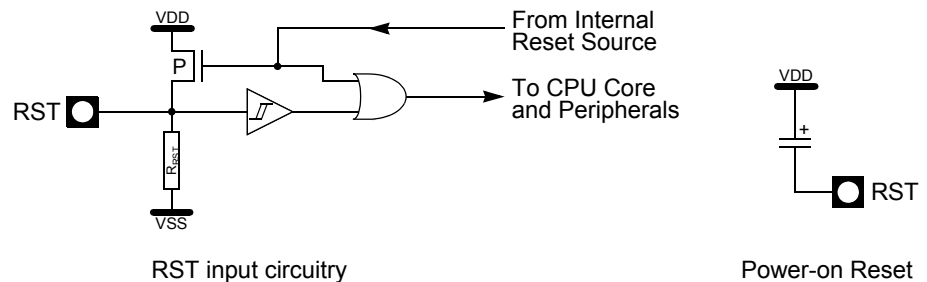 VDD
From Internal
Reset Source
P
To CPU Core
and Peripherals
RST
RRST
VSS
RST input circuitry
VDD
+
RST
Power-on Reset